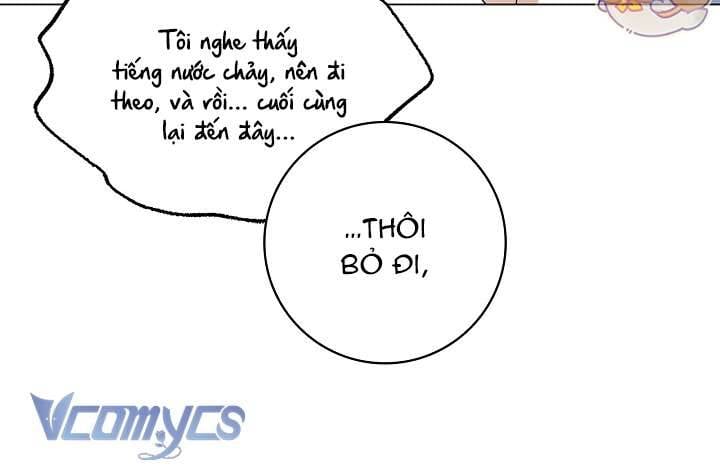 Tôi nghe thấy
tiếng nước chảy, nên đi
theo, và rồi... cuối cùng
lại đến đây...
...THÔI
BỎ ĐI,
VCOMYCS